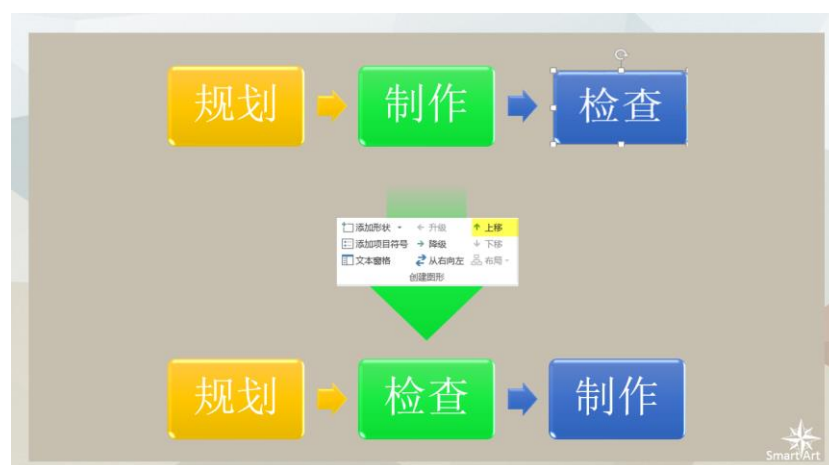 规划 制作 检查
添加形状 升级 上移
添加项目符号 降级 下移
文本窗格 从右向左 布局
创建图形
规划 检查 制作
Smart Art